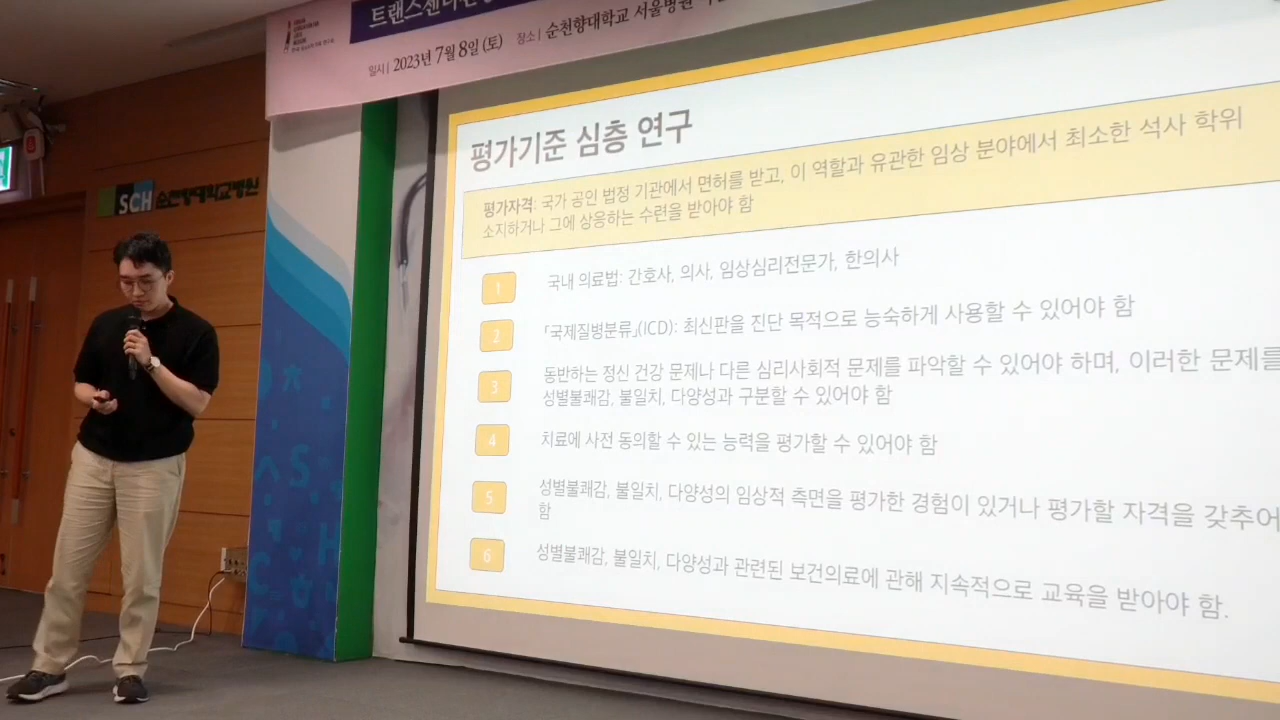 트랜스젠더
일시 | 2023년 7월 8일 (토) 장소 | 순천향대학교 서울병원
SCH 순천향대학교병원
평가기준 심층 연구
평가자격: 국가 공인 법정 기관에서 면허를 받고, 이 역할과 유관한 임상 분야에서 최소한 석사 학위
소지하거나 그에 상응하는 수련을 받아야 함
1 국내 의료법: 간호사, 의사, 임상심리전문가, 한의사
2 「국제질병분류」(ICD): 최신판을 진단 목적으로 능숙하게 사용할 수 있어야 함
3 동반하는 정신 건강 문제나 다른 심리사회적 문제를 파악할 수 있어야 하며, 이러한 문제를
성별불쾌감, 불일치, 다양성과 구분할 수 있어야 함
4 치료에 사전 동의할 수 있는 능력을 평가할 수 있어야 함
5 성별불쾌감, 불일치, 다양성의 임상적 측면을 평가한 경험이 있거나 평가할 자격을 갖추어
함
6 성별불쾌감, 불일치, 다양성과 관련된 보건의료에 관해 지속적으로 교육을 받아야 함.